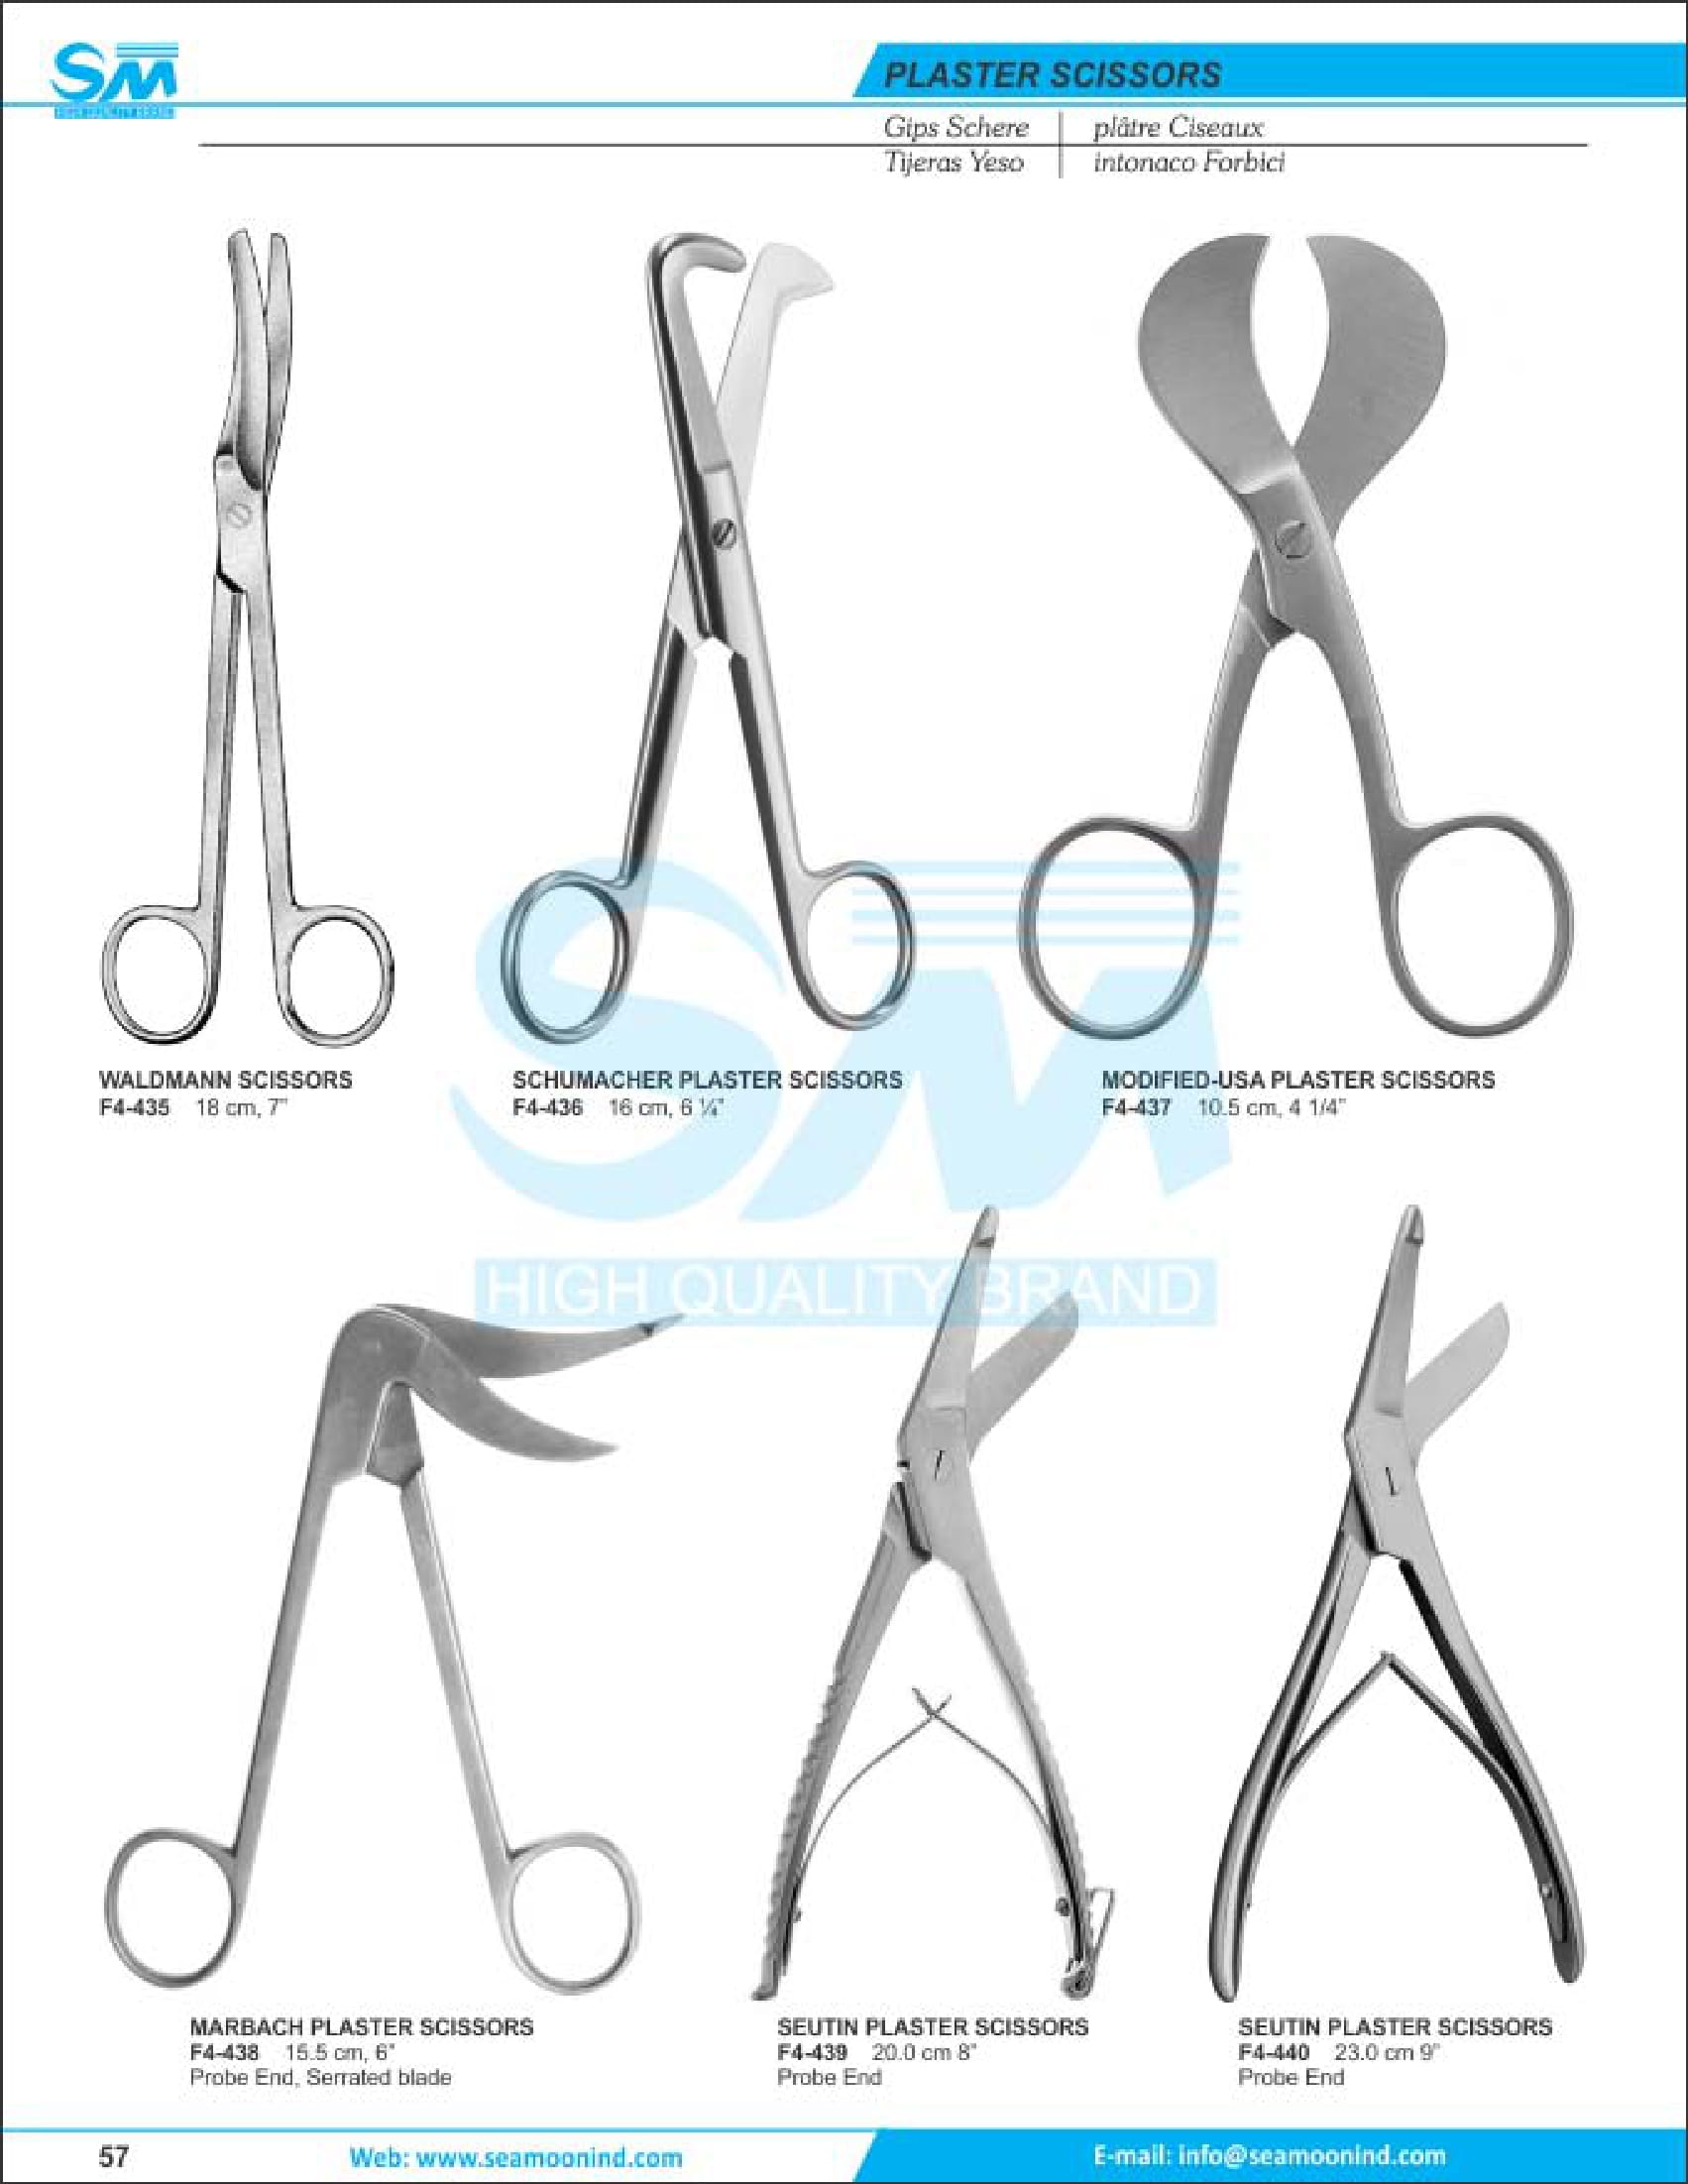 SM
PLASTER SCISSORS
Gips Schere
plâtre Ciseaux
Tijeras Yeso
intonaco Forbici
WALDMANN SCISSORS
F4-435 18 cm, 7"
SCHUMACHER PLASTER SCISSORS
F4-436 16 cm, 6 ¼"
MODIFIED-USA PLASTER SCISSORS
F4-437 10.5 cm, 4 1/4"
SM
HIGH QUALITY BRAND
MARBACH PLASTER SCISSORS
F4-438 15.5 cm, 6"
Probe End, Serrated blade
SEUTIN PLASTER SCISSORS
F4-439 20.0 cm 8"
Probe End
SEUTIN PLASTER SCISSORS
F4-440 23.0 cm 9"
Probe End
57
Web: www.seamoonind.com
E-mail: info@seamoonind.com